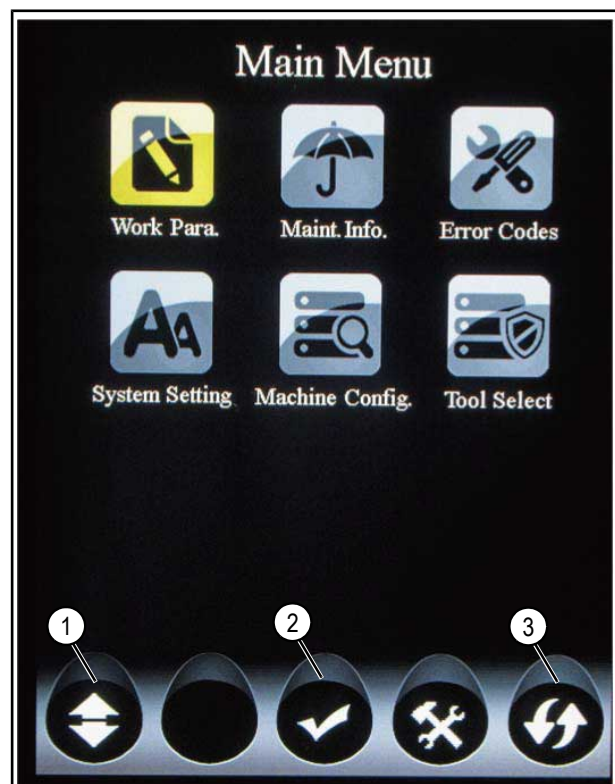 Main Menu
Work Para. Maint. Info. Error Codes
System Setting Machine Config. Tool Select
1 2 3